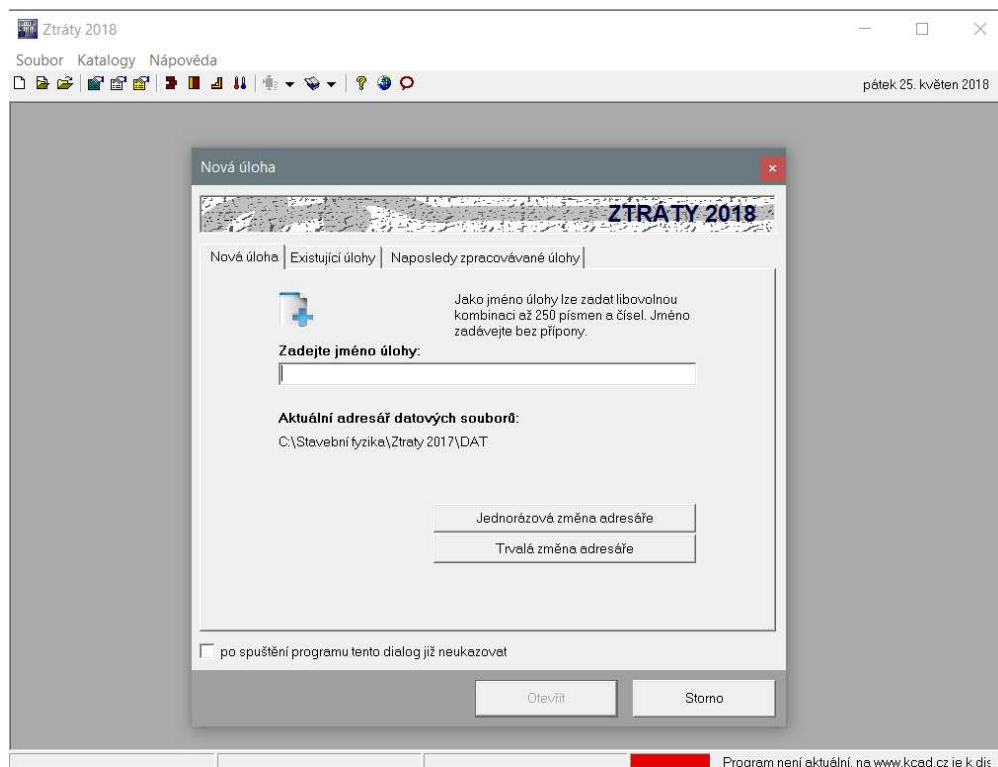 Ztráty 2018
Soubor Katalogy Nápověda
pátek 25. květen 2018
Nová úloha
ZTRÁTY 2018
Nová úloha Existující úlohy Naposledy zpracovávané úlohy
Jako jméno úlohy lze zadat libovolnou
kombinaci až 250 písmen a čísel. Jméno
zadávejte bez přípony.
Zadejte jméno úlohy:
Aktuální adresář datových souborů:
C:\Stavební fyzika\Ztraty 2017\DAT
Jednorázová změna adresáře
Trvalá změna adresáře
po spuštění programu tento dialog již neukazovat
Otevřít Storno
Program není aktuální, na www.kcad.cz je k dis